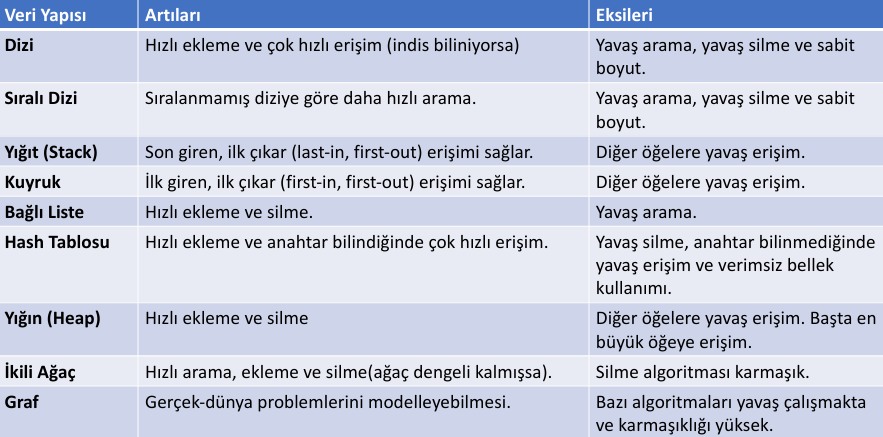 Veri Yapısı Artıları Eksileri
Dizi Hızlı ekleme ve çok hızlı erişim (indis biliniyorsa) Yavaş arama, yavaş silme ve sabit
boyut.
Sıralı Dizi Sıralanmamış diziye göre daha hızlı arama. Yavaş arama, yavaş silme ve sabit
boyut.
Yığıt (Stack) Son giren, ilk çıkar (last-in, first-out) erişimi sağlar. Diğer öğelere yavaş erişim.
Kuyruk İlk giren, ilk çıkar (first-in, first-out) erişimi sağlar. Diğer öğelere yavaş erişim.
Bağlı Liste Hızlı ekleme ve silme. Yavaş arama.
Hash Tablosu Hızlı ekleme ve anahtar bilindiğinde çok hızlı erişim. Yavaş silme, anahtar bilinmediğinde
yavaş erişim ve verimsiz bellek
kullanımı.
Yığın (Heap) Hızlı ekleme ve silme Diğer öğelere yavaş erişim. Başta en
büyük öğeye erişim.
İkili Ağaç Hızlı arama, ekleme ve silme(ağaç dengeli kalmışsa). Silme algoritması karmaşık.
Graf Gerçek-dünya problemlerini modelleyebilmesi. Bazı algoritmaları yavaş çalışmakta
ve karmaşıklığı yüksek.